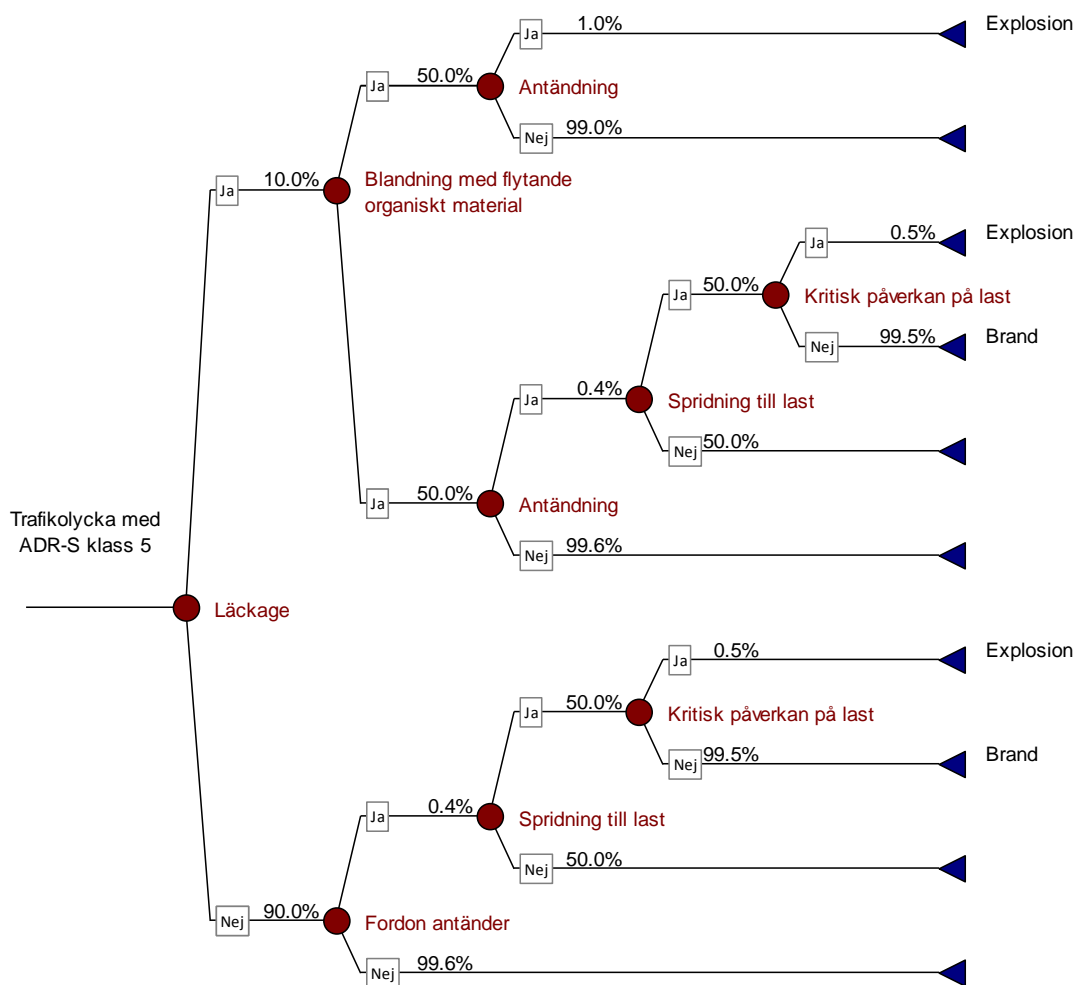 Ja 1.0% Explosion
Ja 50.0% Antändning
Nej 99.0%
Ja 10.0% Blandning med flytande
organiskt material
Ja 0.5% Explosion
Ja 50.0% Kritisk påverkan på last
Nej 99.5% Brand
Ja 0.4% Spridning till last
Nej 50.0%
Ja 50.0% Antändning
Nej 99.6%
Trafikolycka med
ADR-S klass 5
Läckage
Ja 0.5% Explosion
Ja 50.0% Kritisk påverkan på last
Nej 99.5% Brand
Ja 0.4% Spridning till last
Nej 50.0%
Nej 90.0% Fordon antänder
Nej 99.6%